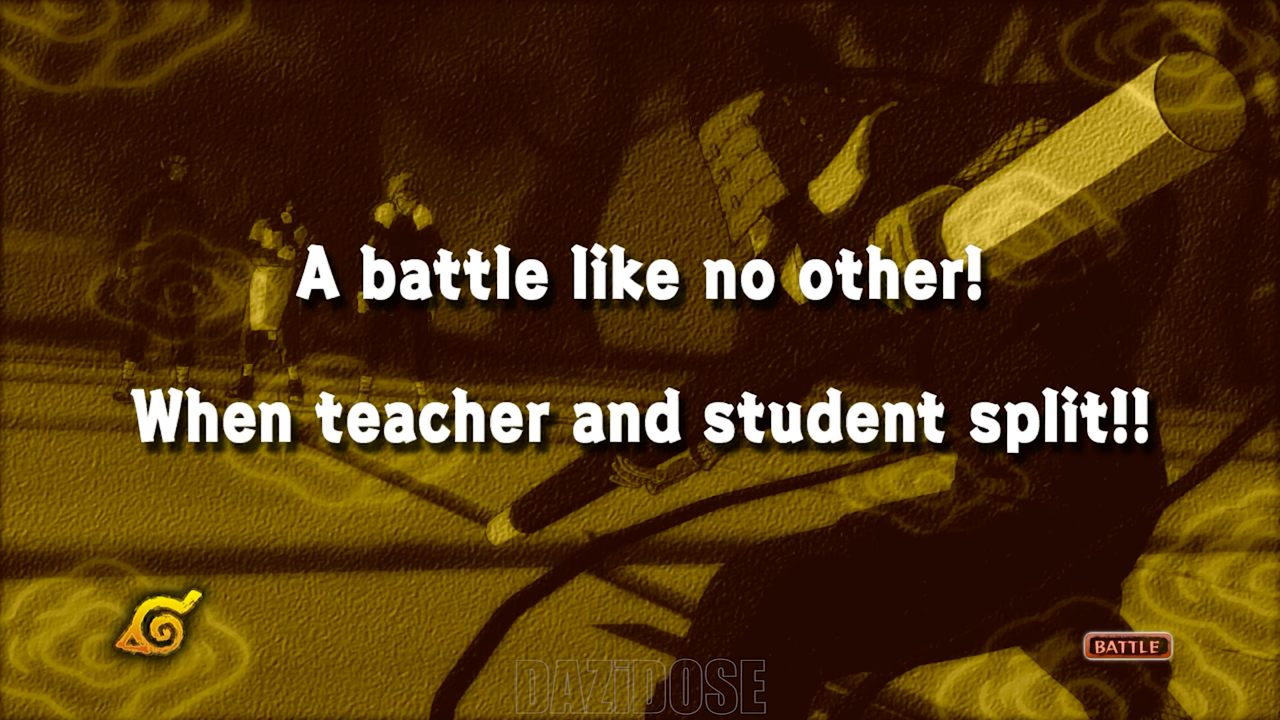 A battle like no other!
When teacher and student split!!
BATTLE
DAZiDOSE